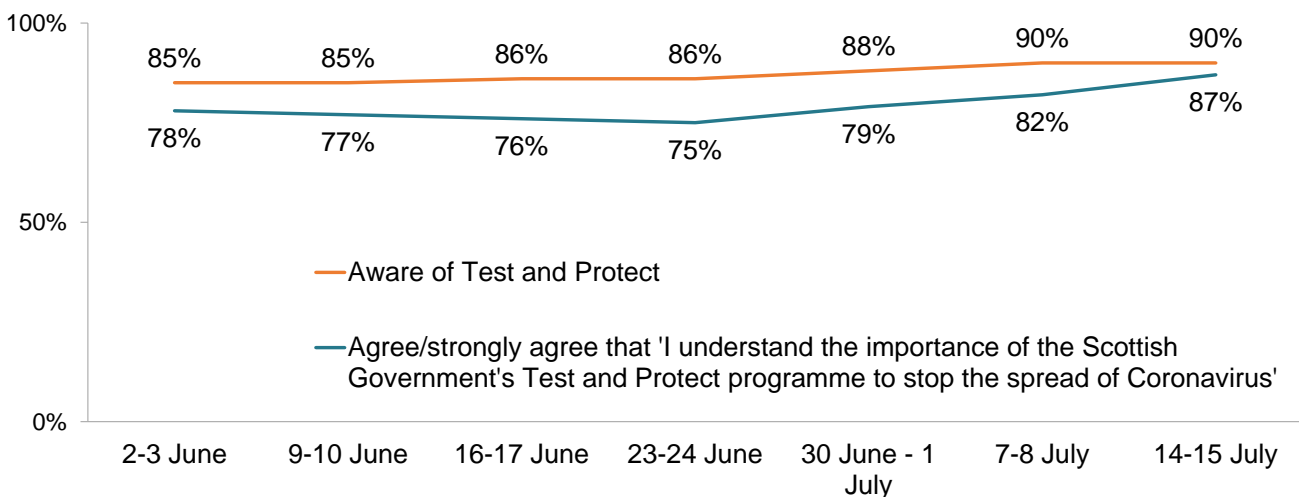 100%
85%
85%
86%
86%
88%
90%
90%
78%
77%
76%
75%
79%
82%
87%
50%
Aware of Test and Protect
Agree/strongly agree that 'I understand the importance of the Scottish
Government's Test and Protect programme to stop the spread of Coronavirus'
0%
2-3 June
9-10 June
16-17 June
23-24 June
30 June - 1
July
7-8 July
14-15 July